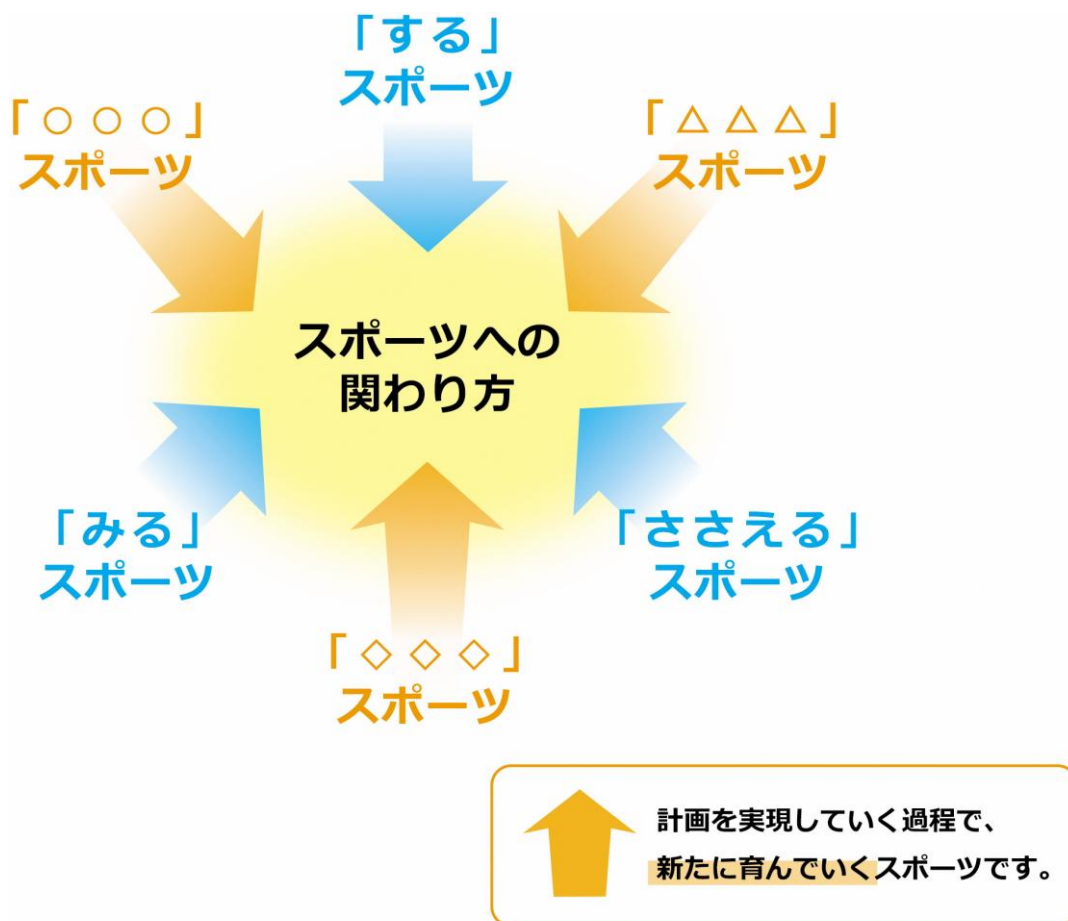 「する」
スポーツ
「○○○」
スポーツ
「△△△」
スポーツ
スポーツへの
関わり方
「みる」
スポーツ
「ささえる」
スポーツ
「◇◇◇」
スポーツ
計画を実現していく過程で、
新たに育んでいくスポーツです。